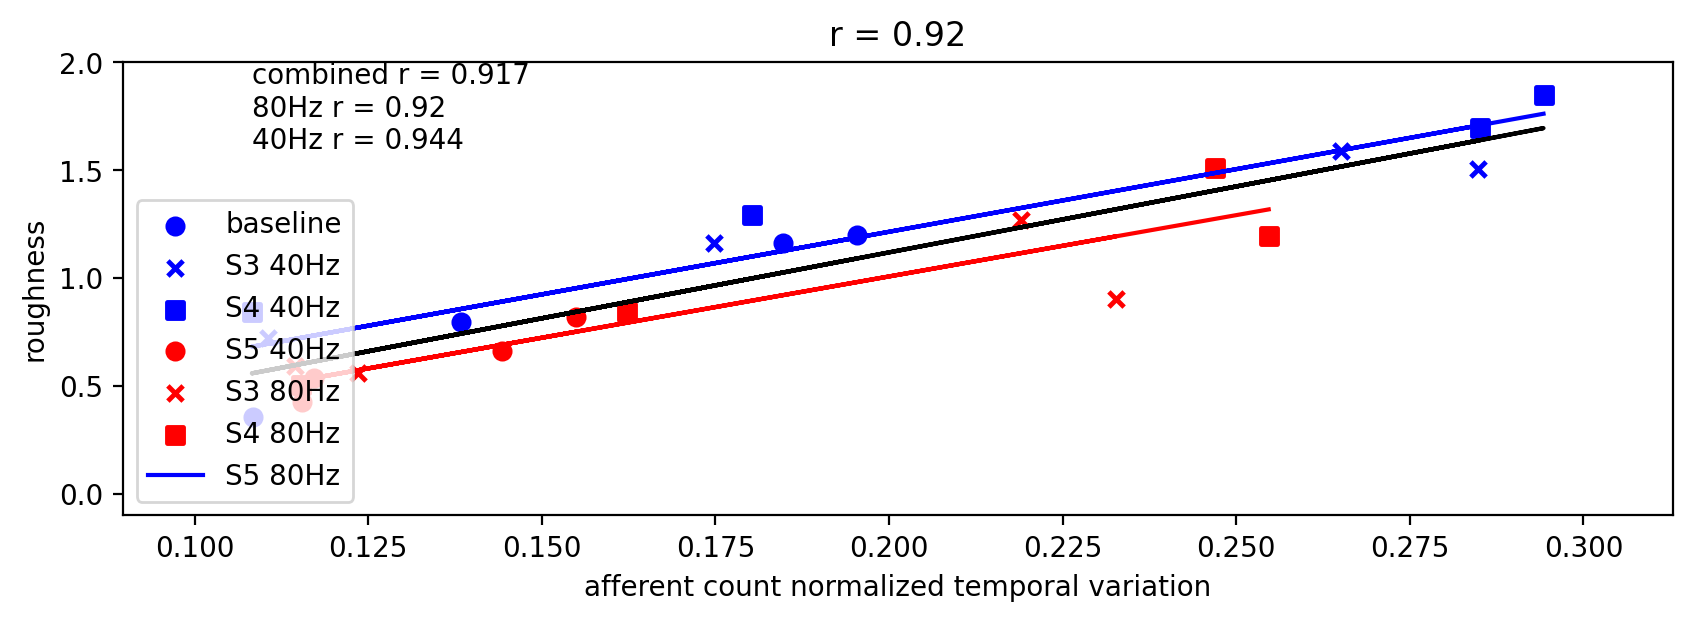 r = 0.92
combined r = 0.917
80Hz r = 0.92
40Hz r = 0.944
2.0
1.5
1.0
0.5
0.0
roughness
baseline
S3 40Hz
S4 40Hz
S5 40Hz
S3 80Hz
S4 80Hz
S5 80Hz
0.100 0.125 0.150 0.175 0.200 0.225 0.250 0.275 0.300
afferent count normalized temporal variation